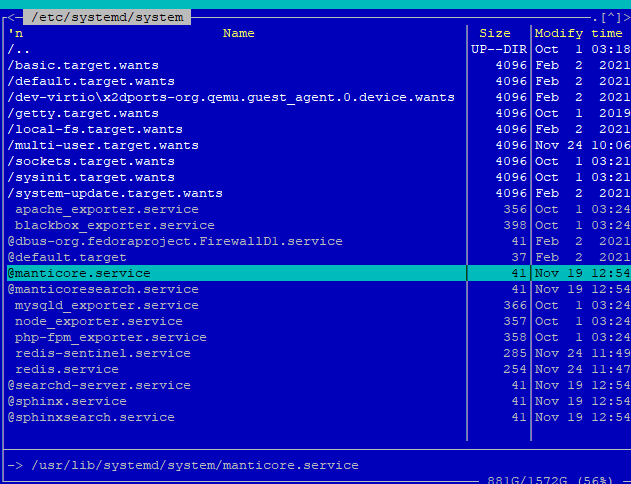 <─ /etc/systemd/system ─.[^]>
'n Name Size Modify time
/.. UP--DIR Oct 1 03:18
/basic.target.wants 4096 Feb 2 2021
/default.target.wants 4096 Feb 2 2021
/dev-virtio\x2dports-org.qemu.guest_agent.0.device.wants 4096 Feb 2 2021
/getty.target.wants 4096 Oct 1 2019
/local-fs.target.wants 4096 Feb 2 2021
/multi-user.target.wants 4096 Nov 24 10:06
/sockets.target.wants 4096 Oct 1 03:21
/sysinit.target.wants 4096 Oct 1 03:21
/system-update.target.wants 4096 Feb 2 2021
apache_exporter.service 356 Oct 1 03:24
blackbox_exporter.service 398 Oct 1 03:24
@dbus-org.fedoraproject.FirewallD1.service 41 Feb 2 2021
@default.target 37 Feb 2 2021
@manticore.service 41 Nov 19 12:54
@manticoresearch.service 41 Nov 19 12:54
mysqld_exporter.service 366 Oct 1 03:24
node_exporter.service 357 Oct 1 03:24
php-fpm_exporter.service 358 Oct 1 03:24
redis-sentinel.service 285 Nov 24 11:49
redis.service 254 Nov 24 11:47
@searchd-server.service 41 Nov 19 12:54
@sphinx.service 41 Nov 19 12:54
@sphinxsearch.service 41 Nov 19 12:54
-> /usr/lib/systemd/system/manticore.service
881G/1572G (56%)